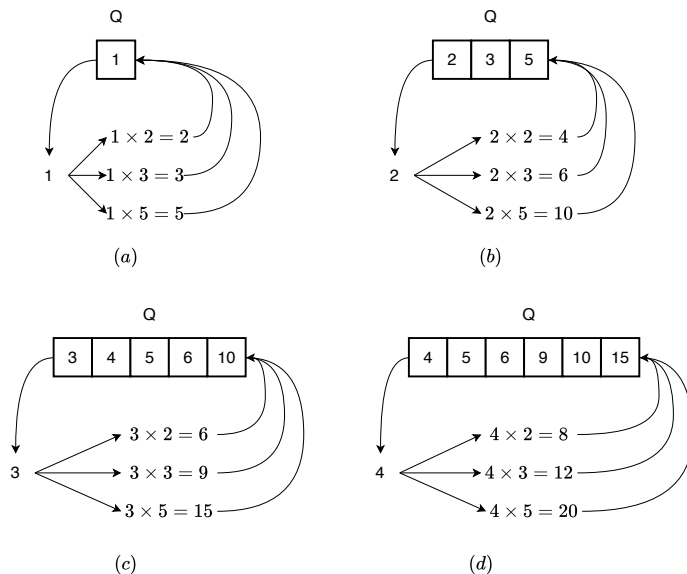 Q
1
1 × 2 = 2
1
1 × 3 = 3
1 × 5 = 5
(a)
Q
2 3 5
2 × 2 = 4
2
2 × 3 = 6
2 × 5 = 10
(b)
Q
3 4 5 6 10
3 × 2 = 6
3
3 × 3 = 9
3 × 5 = 15
(c)
Q
4 5 6 9 10 15
4 × 2 = 8
4
4 × 3 = 12
4 × 5 = 20
(d)